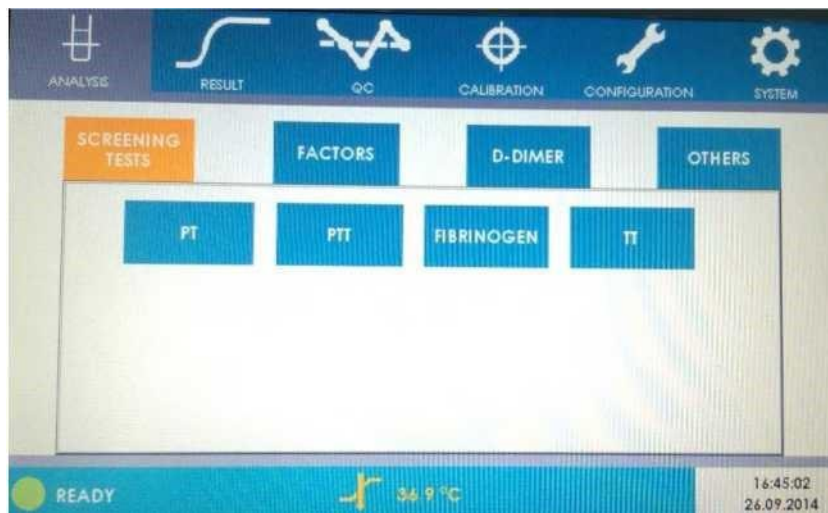 ANALYSIS
RESULT
QC
CALIBRATION
CONFIGURATION
SYSTEM
SCREENING
TESTS
FACTORS
D-DIMER
OTHERS
PT
PTT
FIBRINOGEN
TT
READY
36.9 °C
16:45:02
26.09.2014